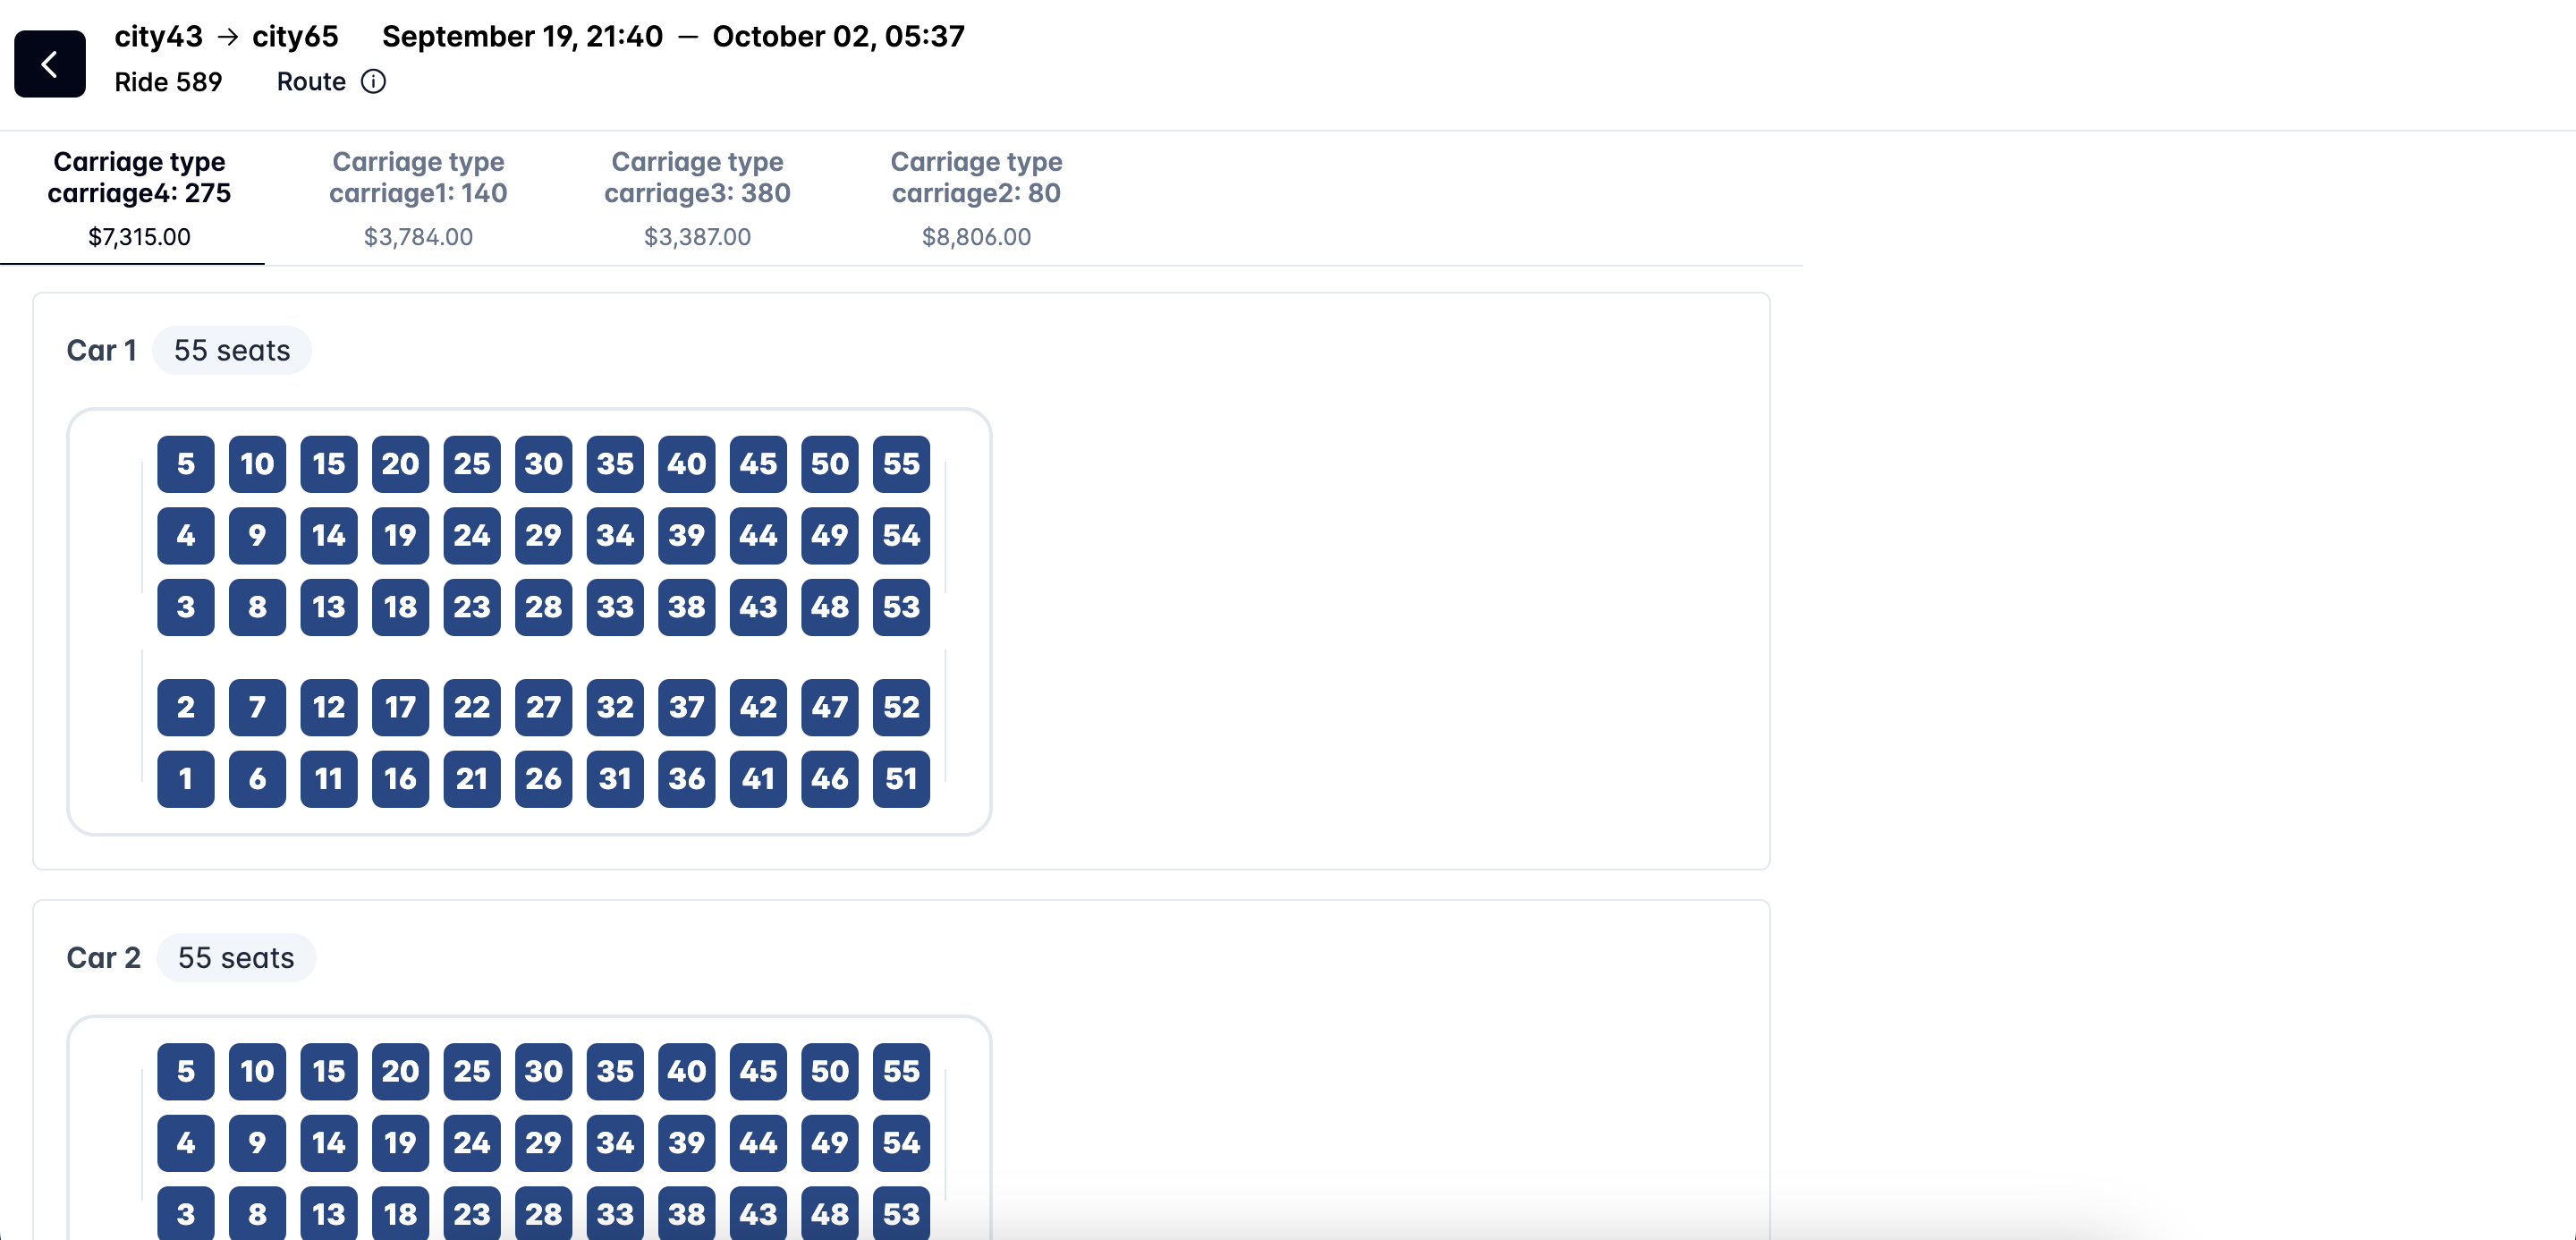 city43 → city65 September 19, 21:40 — October 02, 05:37
Ride 589 Route
Carriage type carriage4: 275
$7,315.00
Carriage type carriage1: 140
$3,784.00
Carriage type carriage3: 380
$3,387.00
Carriage type carriage2: 80
$8,806.00
Car 1 55 seats
5 10 15 20 25 30 35 40 45 50 55
4 9 14 19 24 29 34 39 44 49 54
3 8 13 18 23 28 33 38 43 48 53
2 7 12 17 22 27 32 37 42 47 52
1 6 11 16 21 26 31 36 41 46 51
Car 2 55 seats
5 10 15 20 25 30 35 40 45 50 55
4 9 14 19 24 29 34 39 44 49 54
3 8 13 18 23 28 33 38 43 48 53